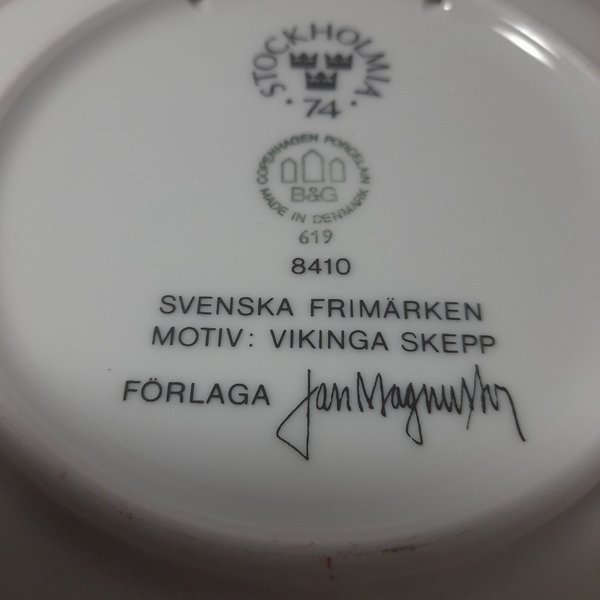 · STOCKHOLMIA ·
74
COPENHAGEN PORCELAIN
B&G
MADE IN DENMARK
619
8410
SVENSKA FRIMÄRKEN
MOTIV: VIKINGA SKEPP
FÖRLAGA Jan Magnusson